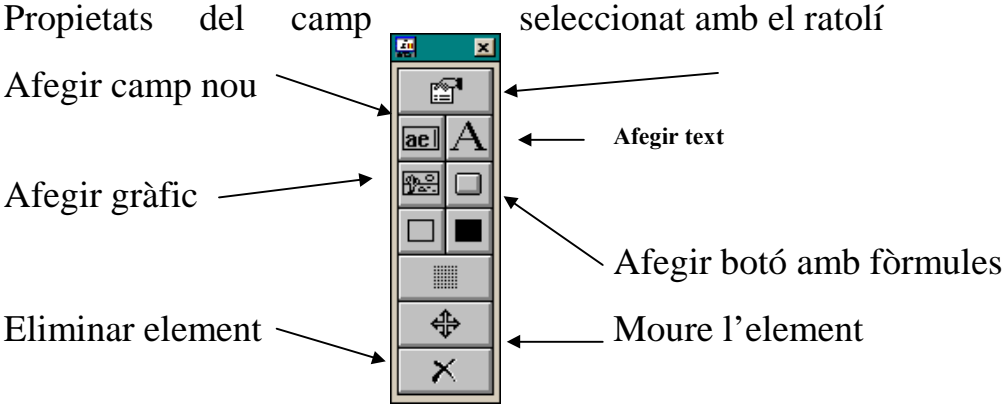 Propietats del camp seleccionat amb el ratolí
Afegir camp nou
ae
A
Afegir text
Afegir gràfic
Afegir botó amb fòrmules
Eliminar element
Moure l’element